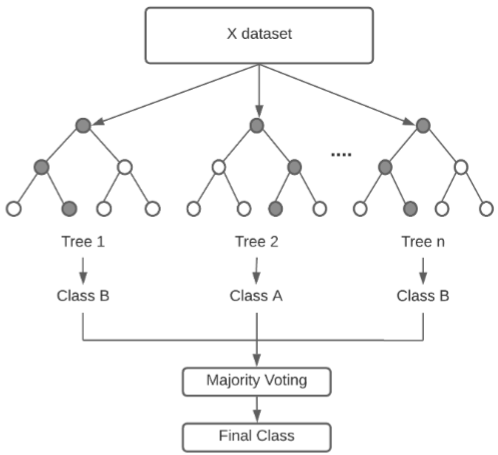 X dataset
....
Tree 1
Tree 2
Tree n
Class B
Class A
Class B
Majority Voting
Final Class